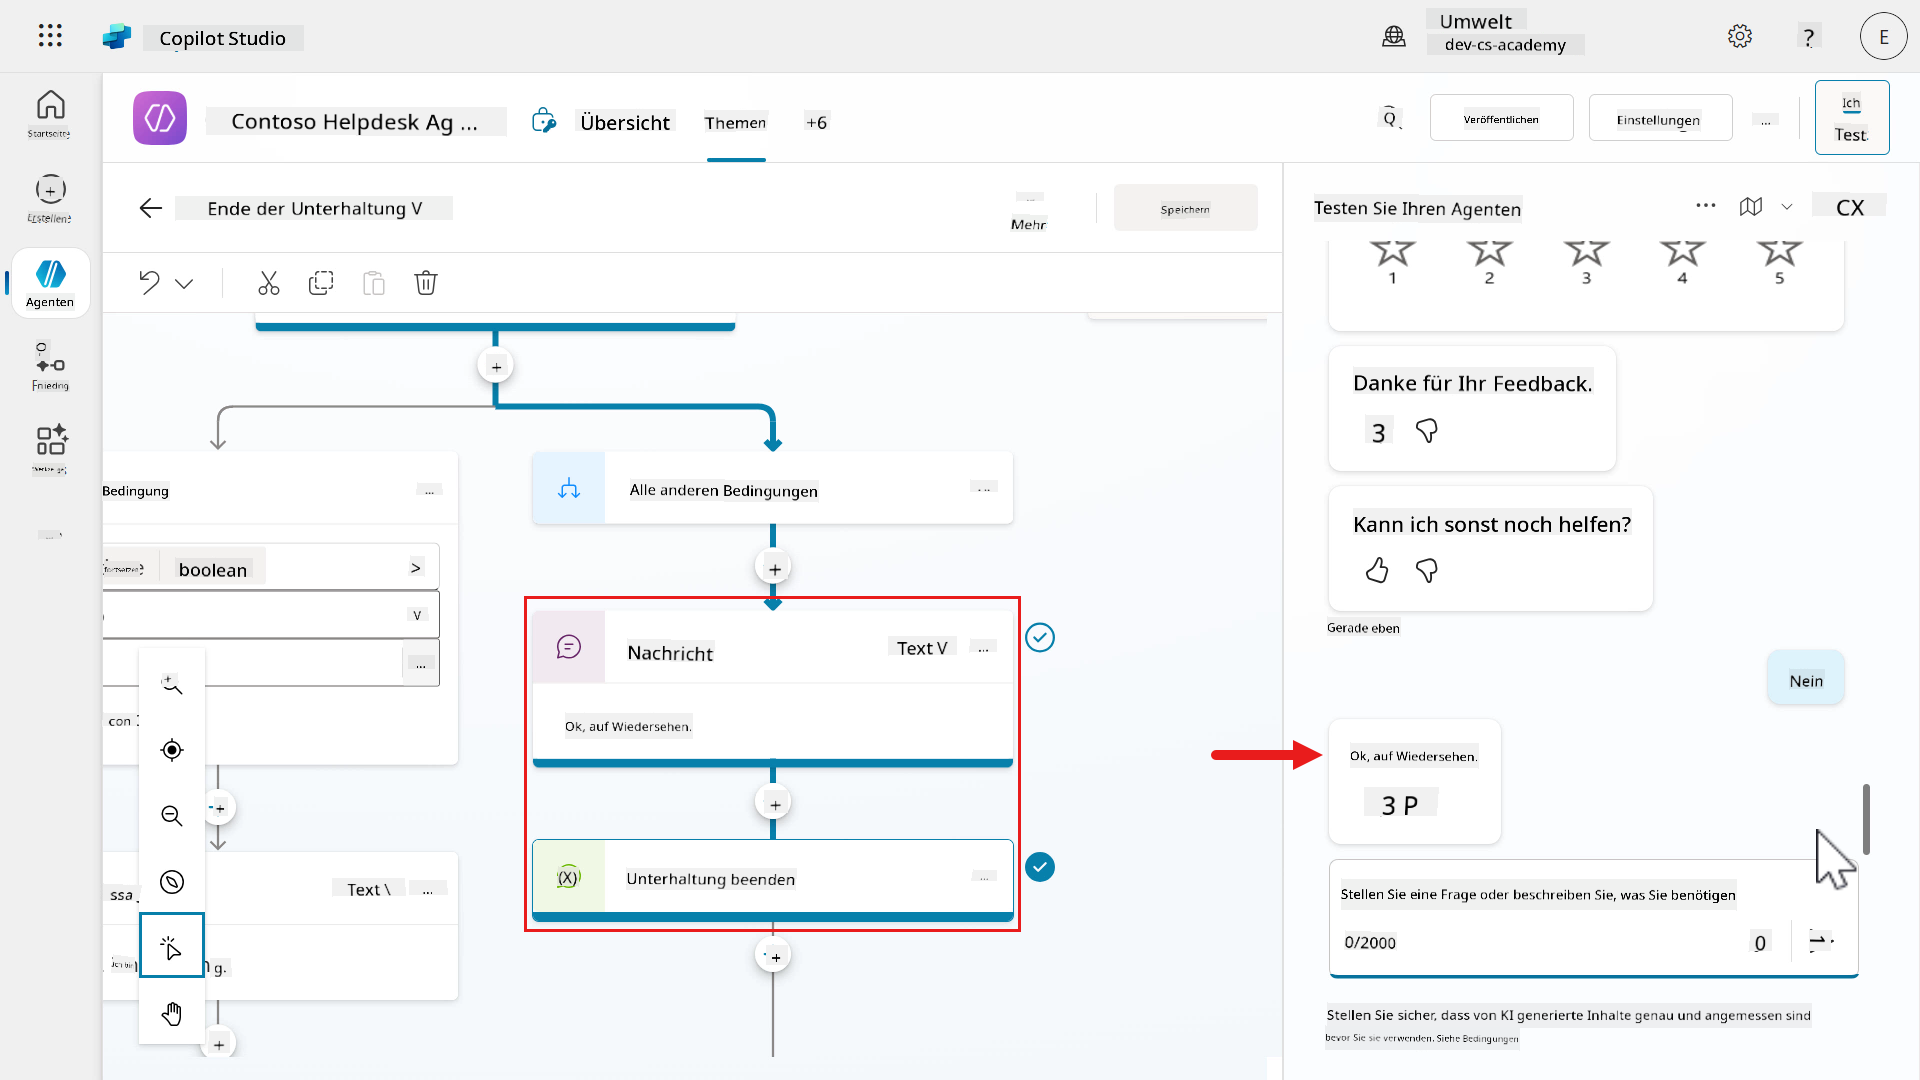 Copilot Studio
Umwelt
dev-cs-academy
?
E
Startseite
Erstellen
Agenten
Contoso Helpdesk Ag ...
Übersicht
Themen
+6
Veröffentlichen
Einstellungen
...
Ich
Test
Ende der Unterhaltung V
Mehr
Speichern
Testen Sie Ihren Agenten
CX
1
2
3
4
5
Danke für Ihr Feedback.
3
Kann ich sonst noch helfen?
Gerade eben
Nein
Ok, auf Wiedersehen.
3 P
Stellen Sie eine Frage oder beschreiben Sie, was Sie benötigen
0/2000
0
Stellen Sie sicher, dass von KI generierte Inhalte genau und angemessen sind
bevor Sie sie verwenden. Siehe Bedingungen
Bedingung
...
boolean
>
V
...
con
Text \
...
ssa
g.
Alle anderen Bedingungen
...
Nachricht
Text V
...
Ok, auf Wiedersehen.
(X)
Unterhaltung beenden
...